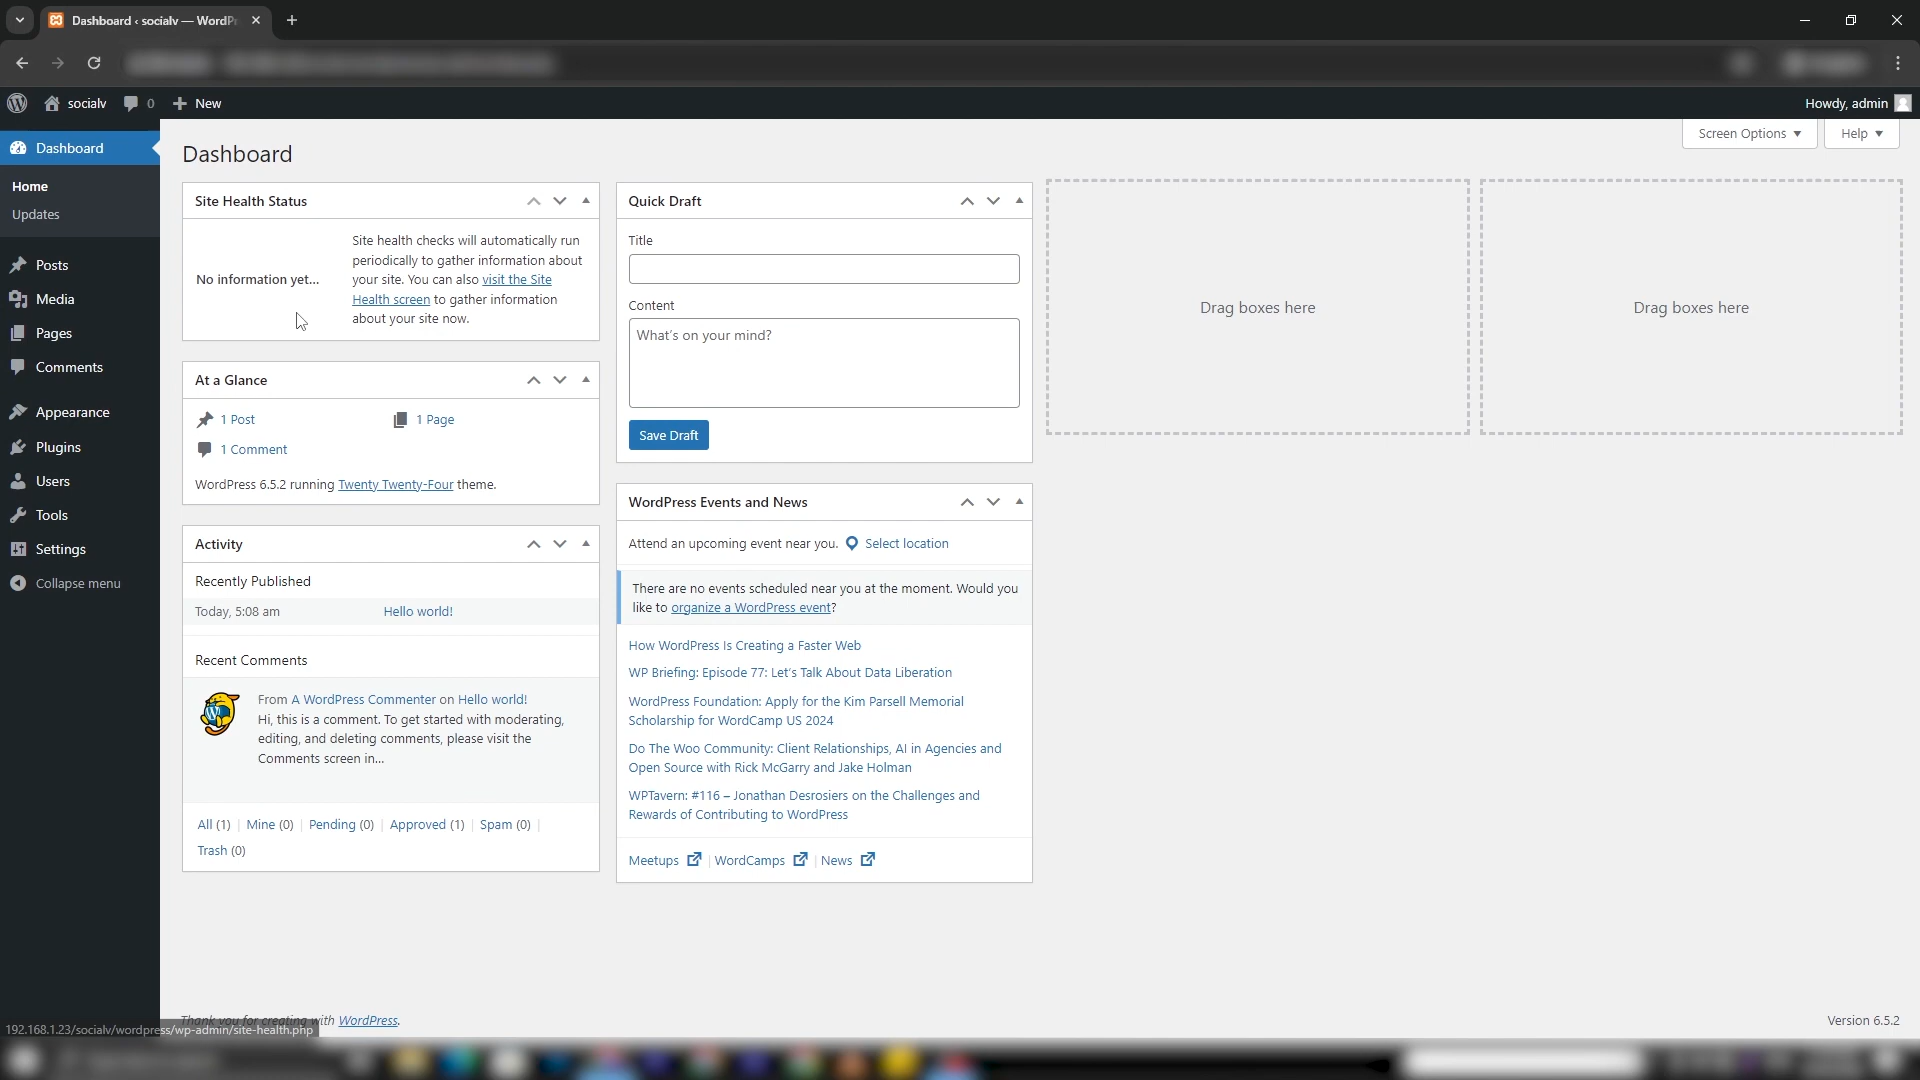 Dashboard ‹ socialv — WordPr
socialv
0
New
Howdy, admin
Dashboard
Home
Updates
Posts
Media
Pages
Comments
Appearance
Plugins
Users
Tools
Settings
Collapse menu
Screen Options
Help
Dashboard
Site Health Status
No information yet...
Site health checks will automatically run
periodically to gather information about
your site. You can also visit the Site
Health screen to gather information
about your site now.
At a Glance
1 Post
1 Page
1 Comment
WordPress 6.5.2 running Twenty Twenty-Four theme.
Activity
Recently Published
Today, 5:08 am
Hello world!
Recent Comments
From A WordPress Commenter on Hello world!
Hi, this is a comment. To get started with moderating,
editing, and deleting comments, please visit the
Comments screen in...
All (1) | Mine (0) | Pending (0) | Approved (1) | Spam (0) |
Trash (0)
Quick Draft
Title
Content
What's on your mind?
Save Draft
WordPress Events and News
Attend an upcoming event near you. Select location
There are no events scheduled near you at the moment. Would you
like to organize a WordPress event?
How WordPress Is Creating a Faster Web
WP Briefing: Episode 77: Let's Talk About Data Liberation
WordPress Foundation: Apply for the Kim Parsell Memorial
Scholarship for WordCamp US 2024
Do The Woo Community: Client Relationships, AI in Agencies and
Open Source with Rick McGarry and Jake Holman
WPTavern: #116 – Jonathan Desrosiers on the Challenges and
Rewards of Contributing to WordPress
Meetups | WordCamps | News
Drag boxes here
Drag boxes here
Thank you for creating with WordPress.
Version 6.5.2
192.168.1.23/socialv/wordpress/wp-admin/site-health.php